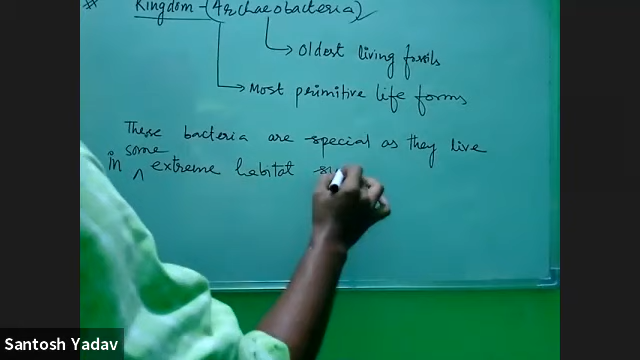 ** Kingdom - (Archaeobacteria)
Oldest living fossils
Most primitive life forms
These bacteria are special as they live
some
in ^ extreme habitat
Santosh Yadav